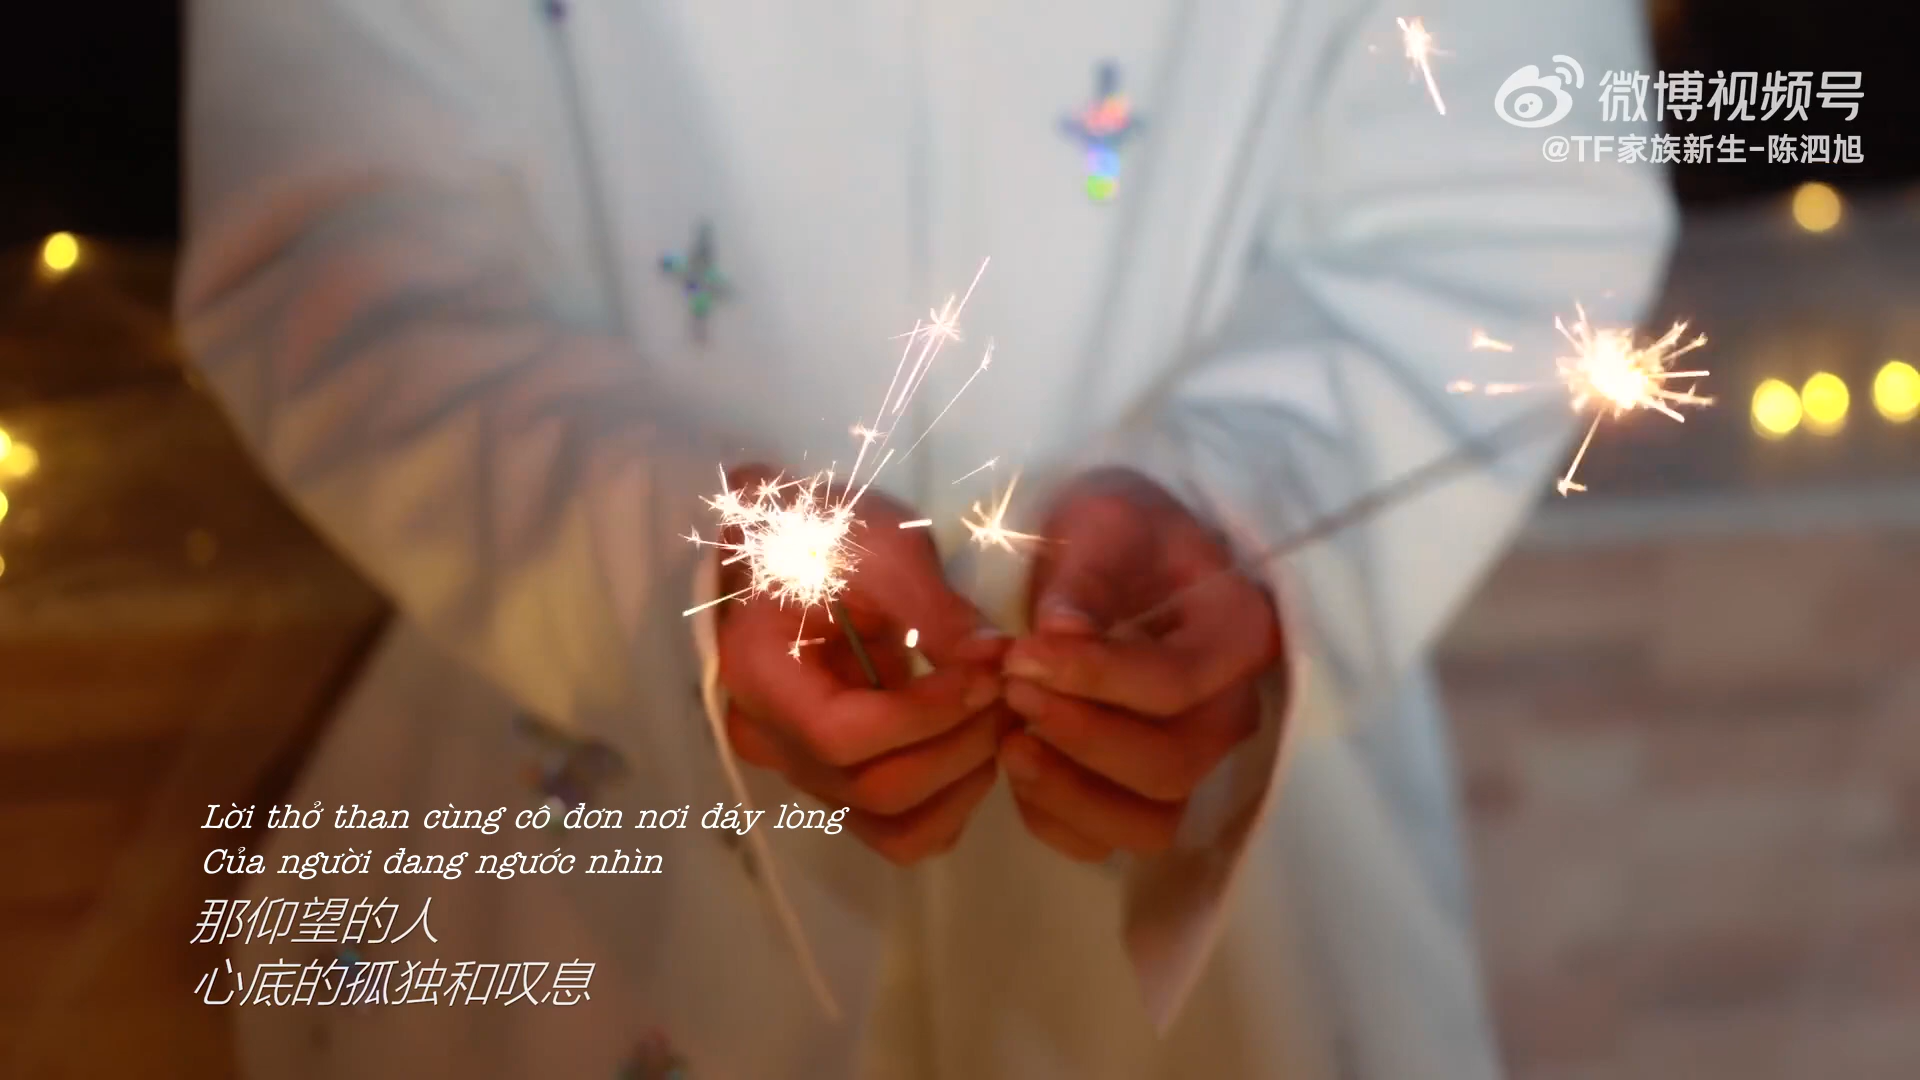 微博视频号
@TF家族新生-陈泗旭
Lời thở than cùng cô đơn nơi đáy lòng
Của người đang ngước nhìn
那仰望的人
心底的孤独和叹息